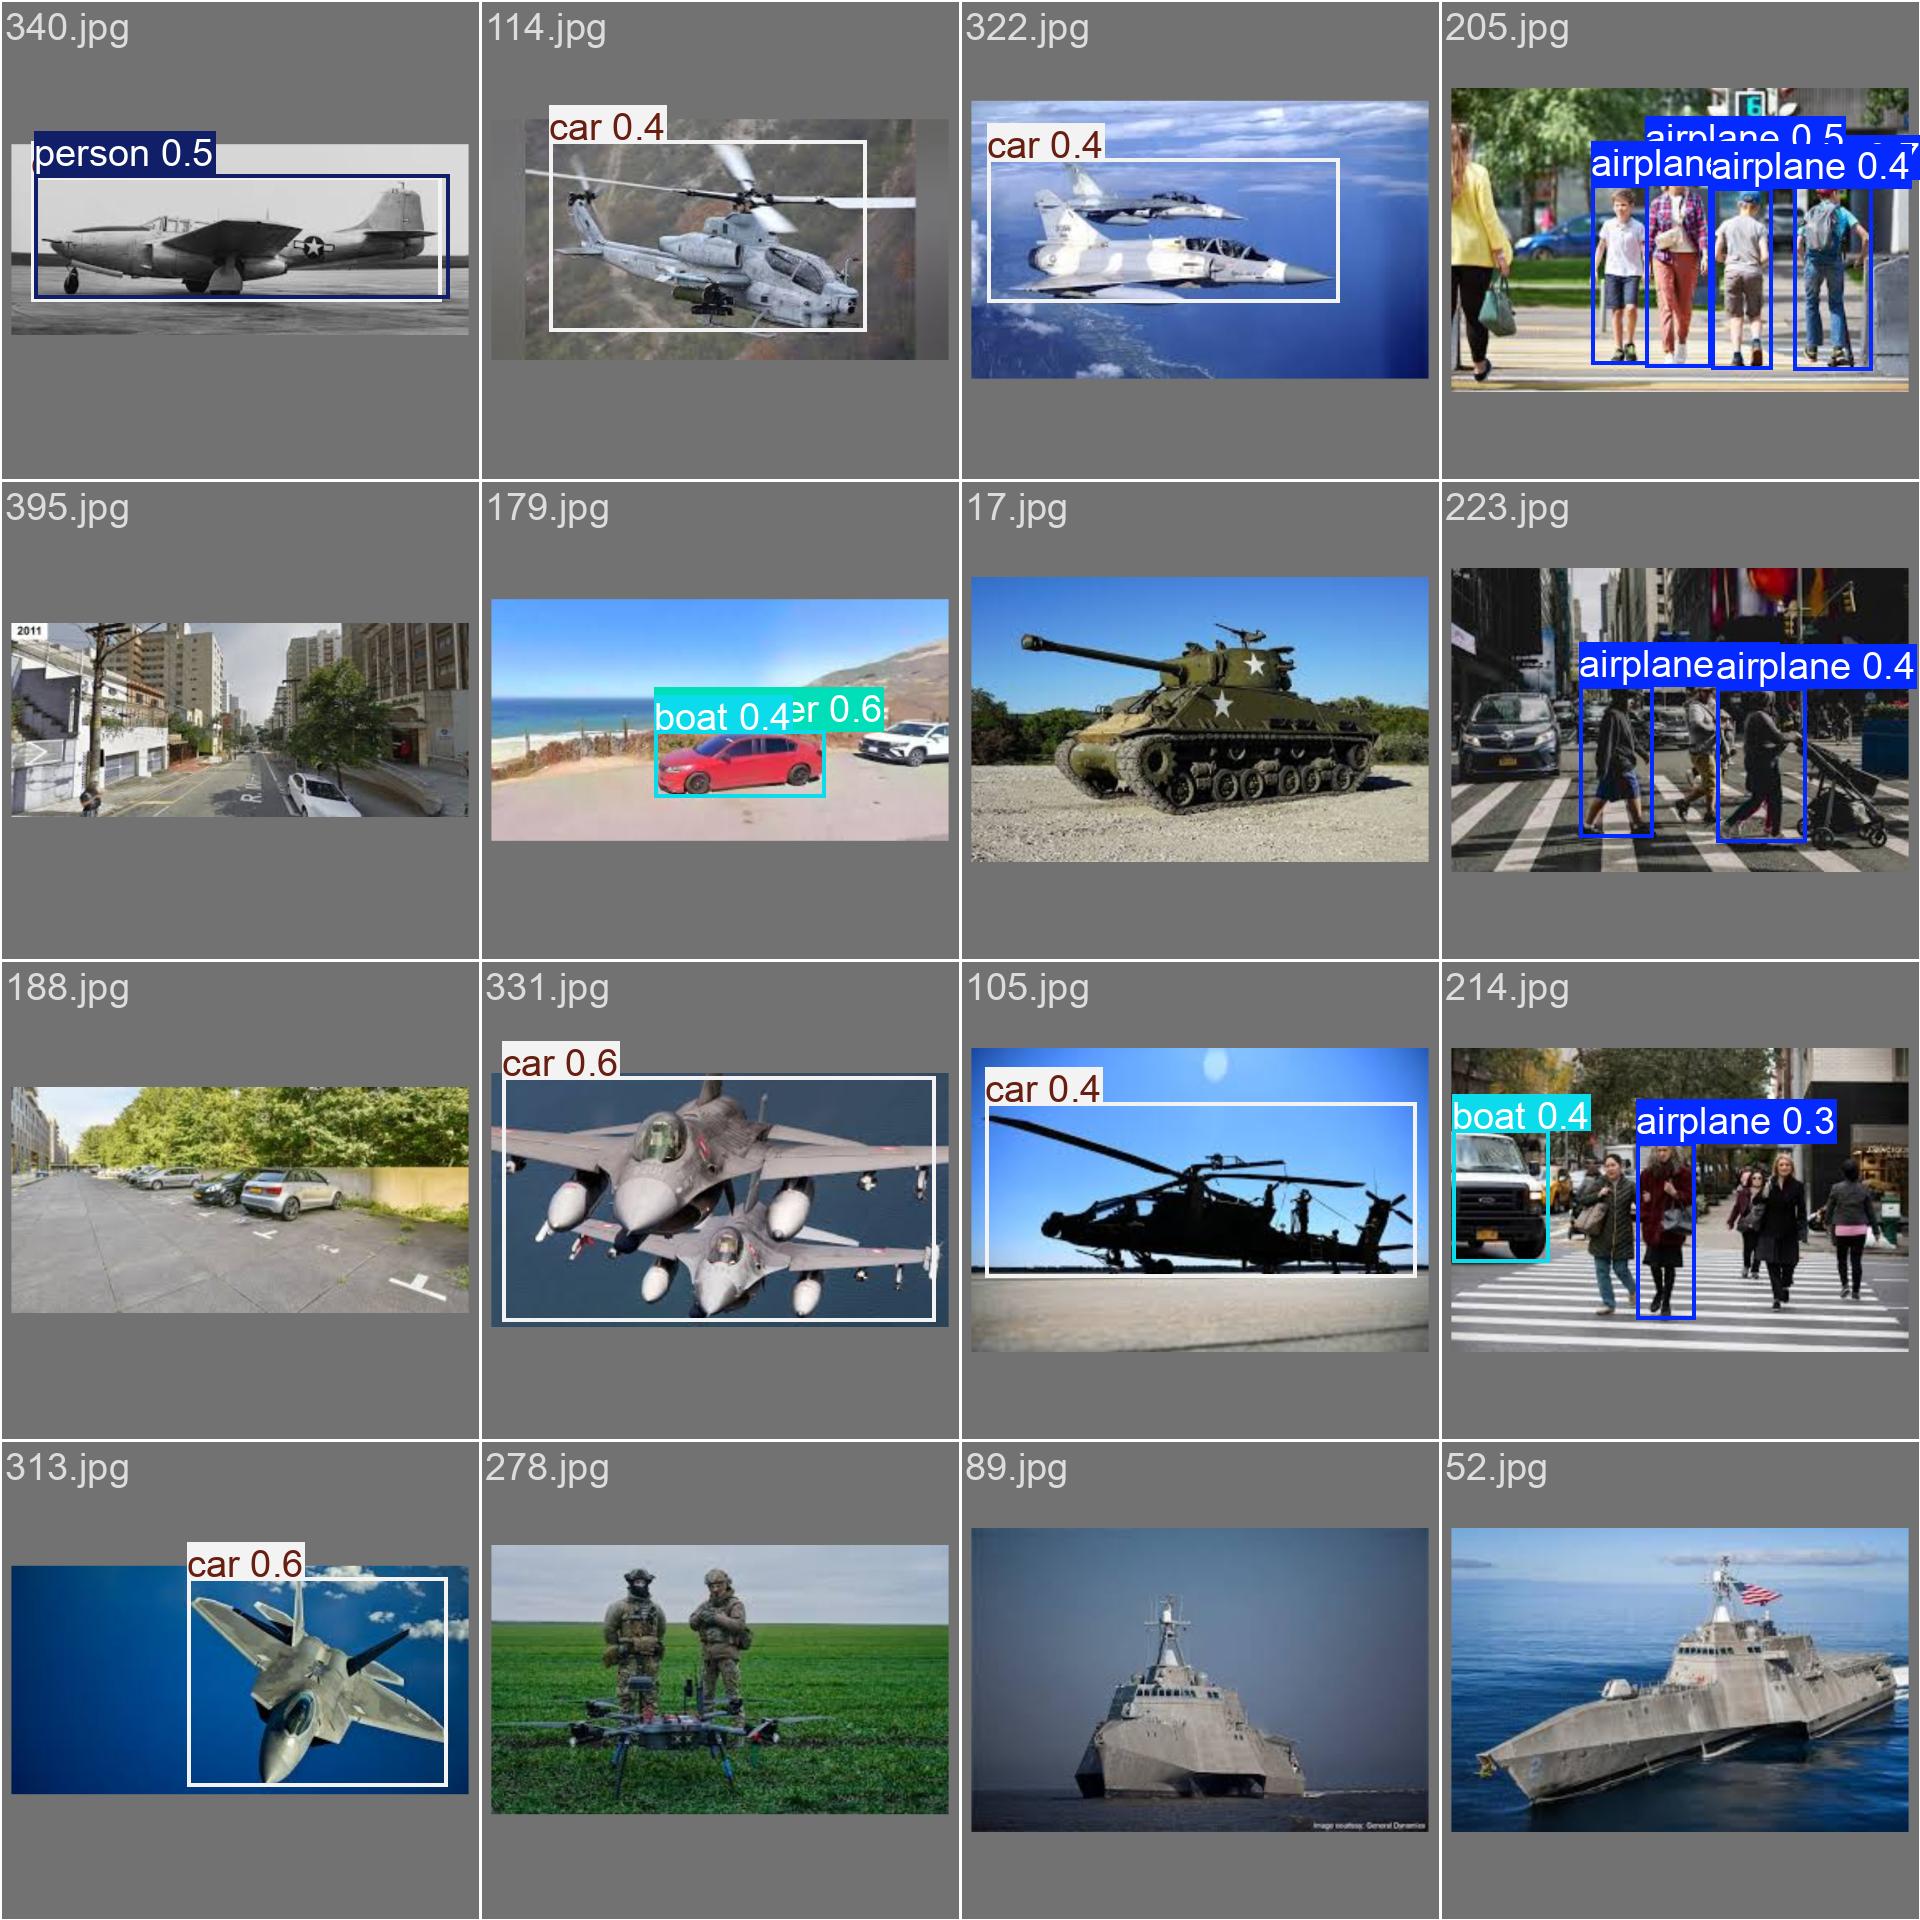 340.jpg
114.jpg
322.jpg
205.jpg
person 0.5
car 0.4
car 0.4
airplane 0.5
airplane 0.4
395.jpg
179.jpg
17.jpg
223.jpg
2011
boat 0.4
er 0.6
airplane
airplane 0.4
188.jpg
331.jpg
105.jpg
214.jpg
car 0.6
car 0.4
boat 0.4
airplane 0.3
313.jpg
278.jpg
89.jpg
52.jpg
car 0.6
Image courtesy: General Dynamics